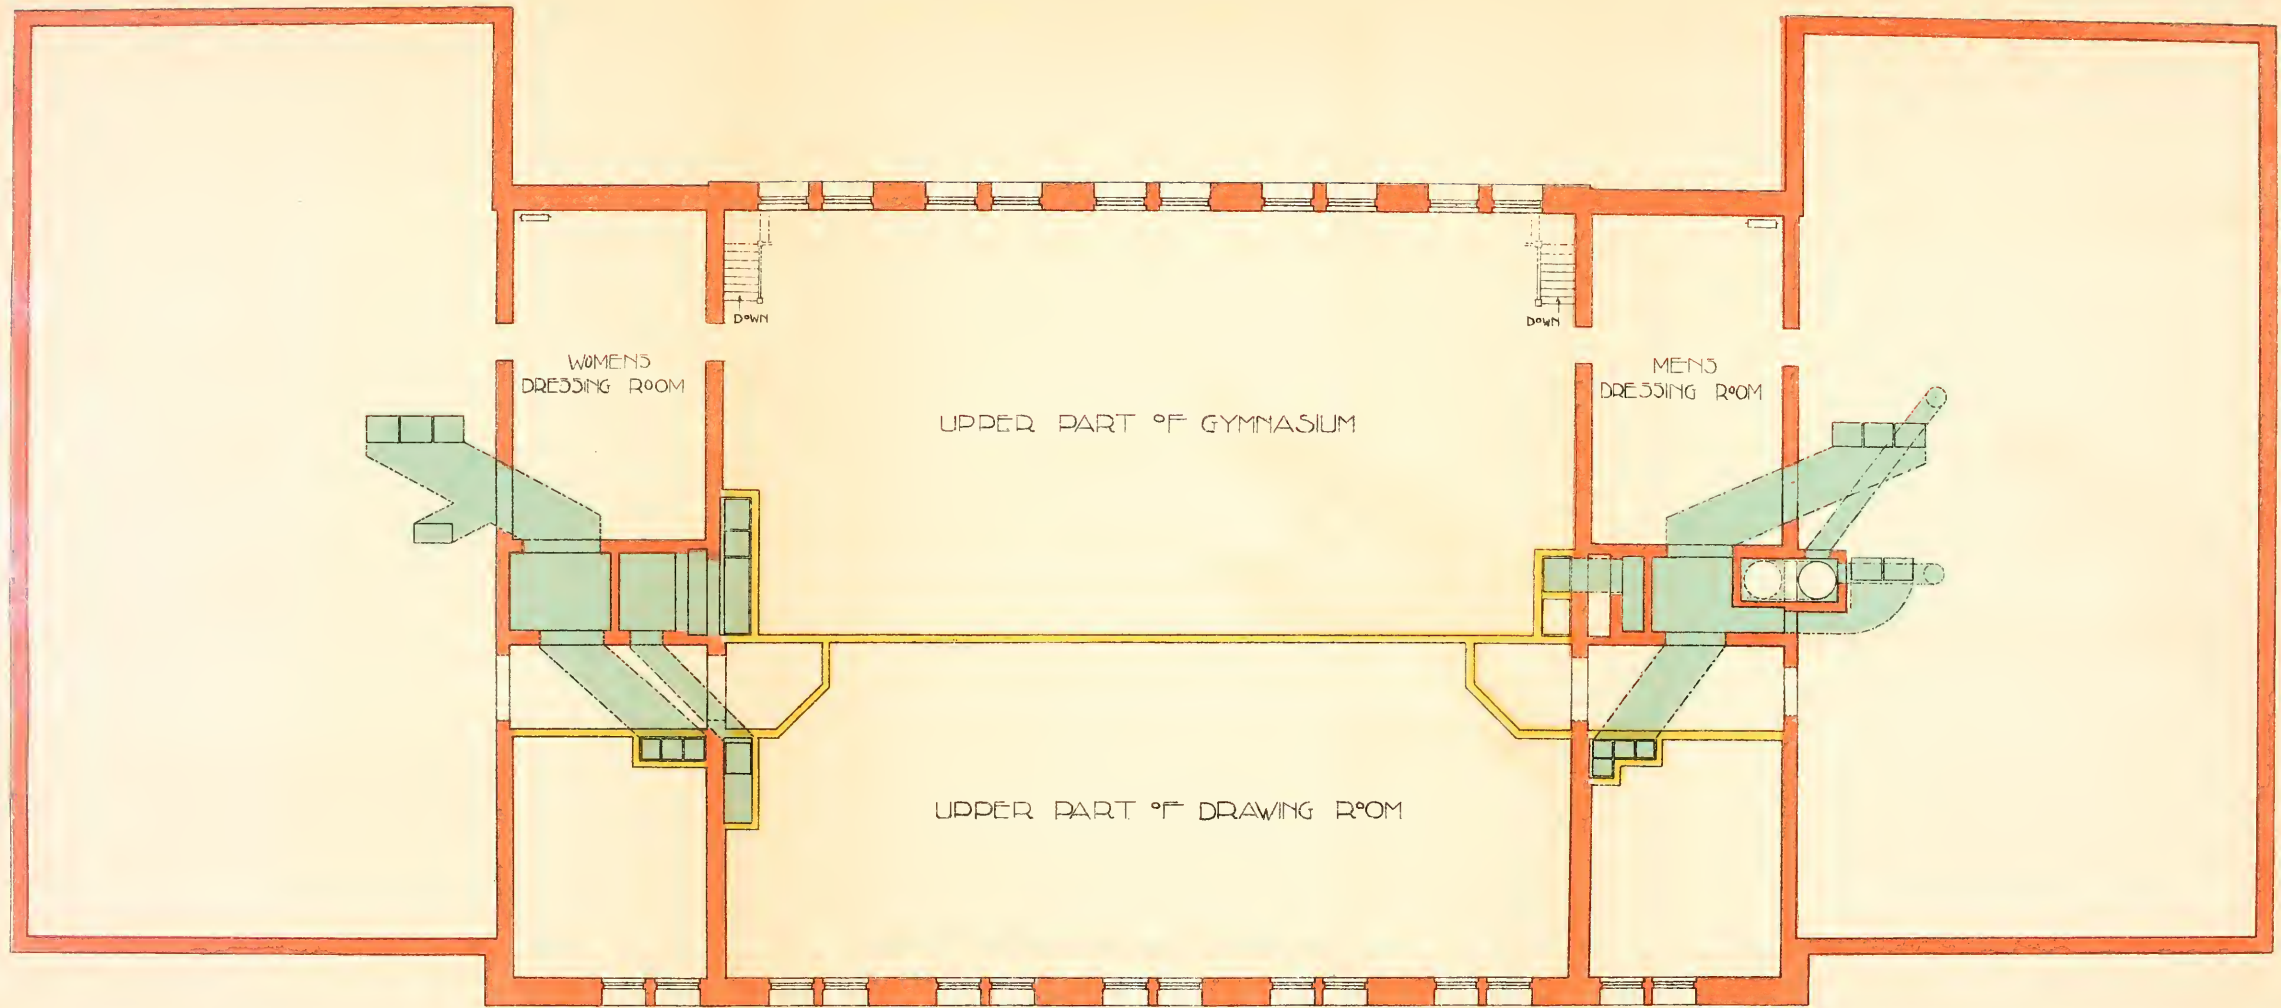 DOWN
DOWN
WOMENS
DRESSING ROOM
MENS
DRESSING ROOM
UPPER PART OF GYMNASIUM
UPPER PART OF DRAWING ROOM